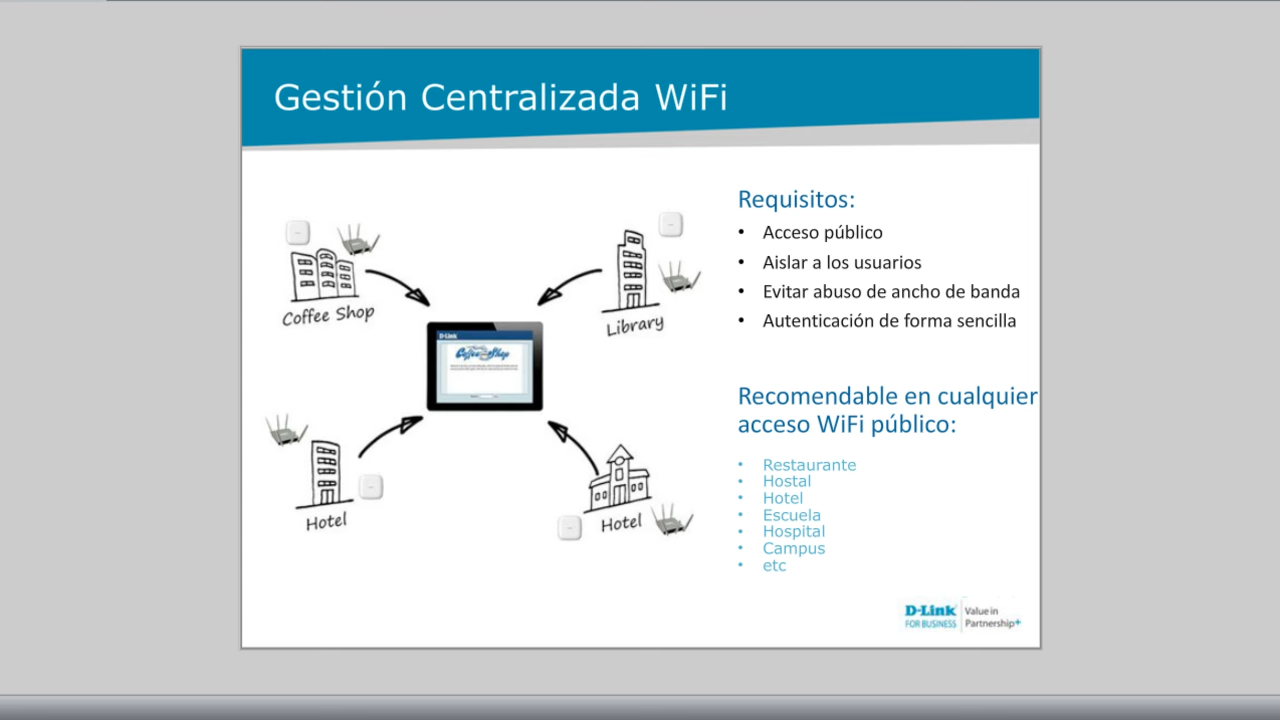 Gestión Centralizada WiFi
Requisitos:
• Acceso público
• Aislar a los usuarios
• Evitar abuso de ancho de banda
• Autenticación de forma sencilla
Coffee Shop
Library
D-Link
Coffee Shop
Hotel
Hotel
Recomendable en cualquier
acceso WiFi público:
• Restaurante
• Hostal
• Hotel
• Escuela
• Hospital
• Campus
• etc
D-Link
FOR BUSINESS
Value in
Partnership+